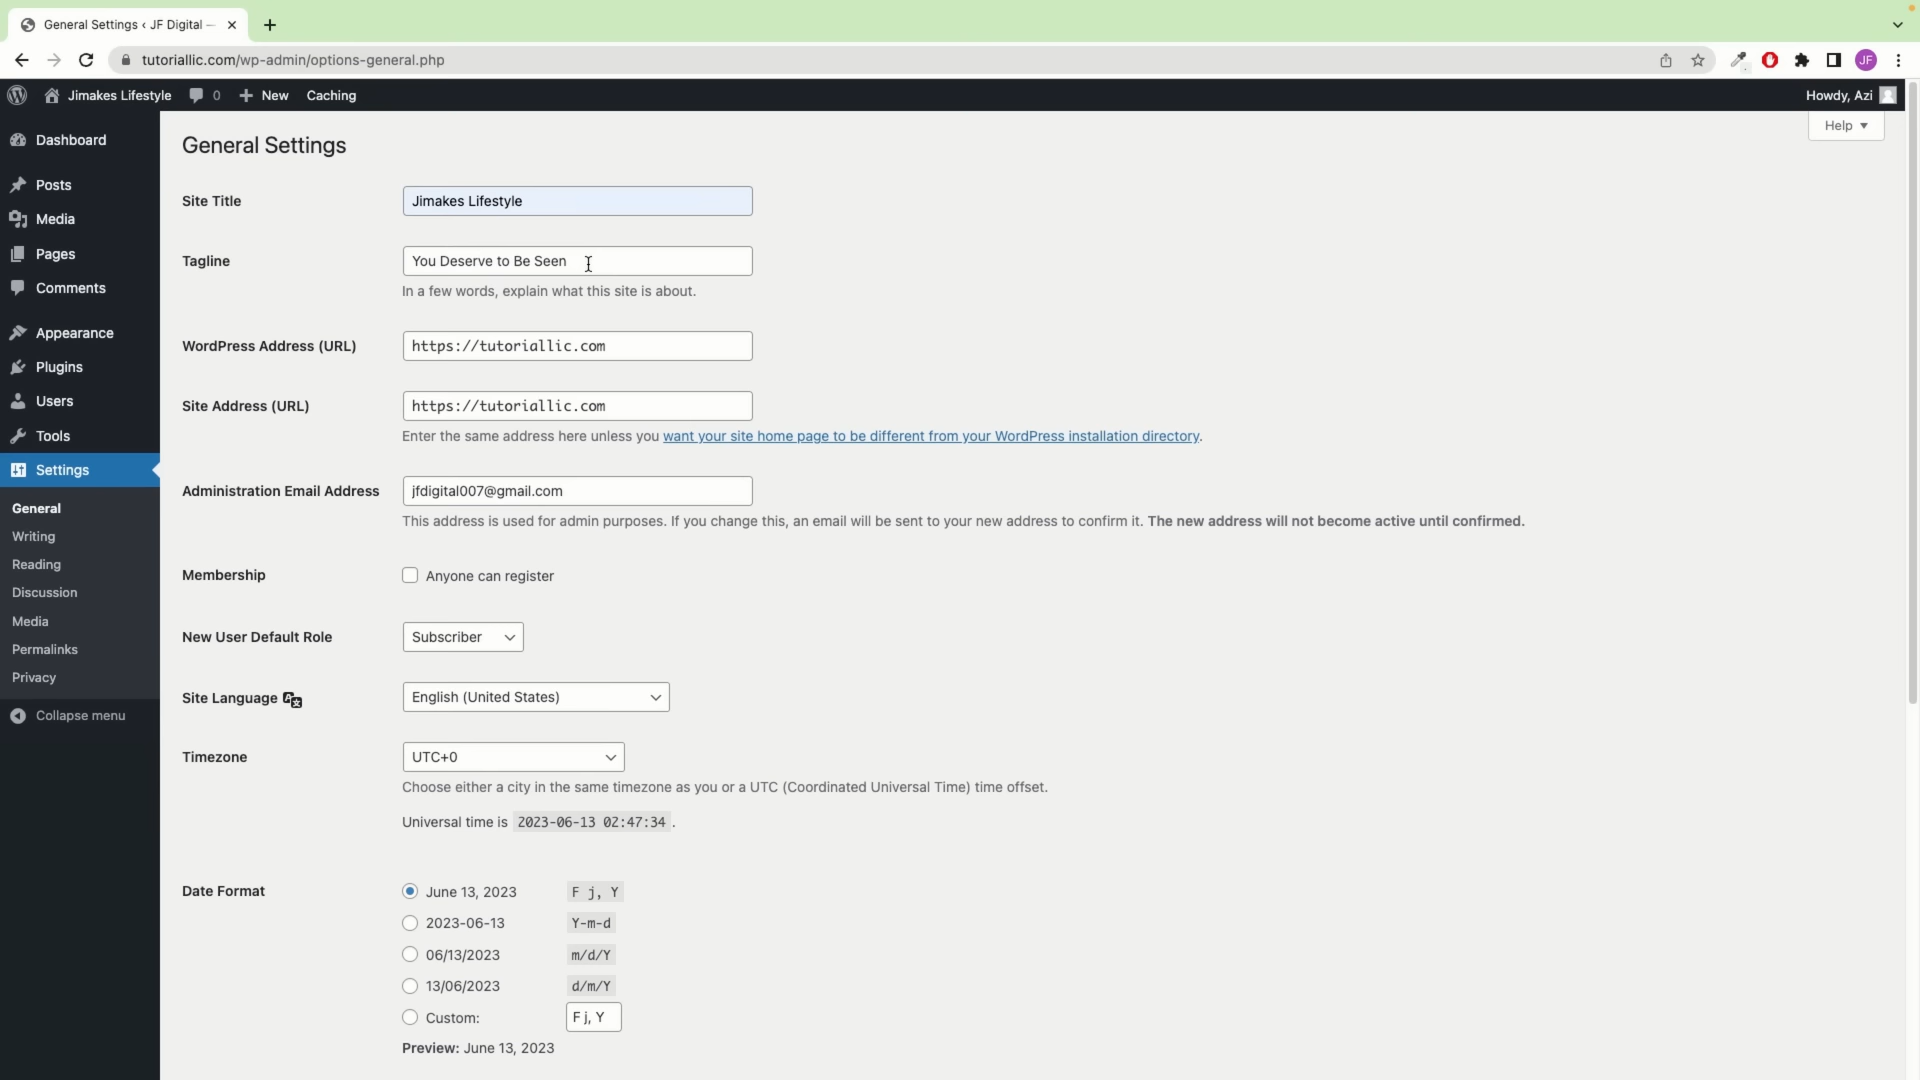 General Settings ‹ JF Digital —
tutoriallic.com/wp-admin/options-general.php
JF
Jimakes Lifestyle
0
New
Caching
Howdy, Azi
Help
Dashboard
Posts
Media
Pages
Comments
Appearance
Plugins
Users
Tools
Settings
General
Writing
Reading
Discussion
Media
Permalinks
Privacy
Collapse menu
General Settings
Site Title
Jimakes Lifestyle
Tagline
You Deserve to Be Seen
In a few words, explain what this site is about.
WordPress Address (URL)
https://tutoriallic.com
Site Address (URL)
https://tutoriallic.com
Enter the same address here unless you want your site home page to be different from your WordPress installation directory.
Administration Email Address
jfdigital007@gmail.com
This address is used for admin purposes. If you change this, an email will be sent to your new address to confirm it. The new address will not become active until confirmed.
Membership
Anyone can register
New User Default Role
Subscriber
Site Language
English (United States)
Timezone
UTC+0
Choose either a city in the same timezone as you or a UTC (Coordinated Universal Time) time offset.
Universal time is 2023-06-13 02:47:34 .
Date Format
June 13, 2023 F j, Y
2023-06-13 Y-m-d
06/13/2023 m/d/Y
13/06/2023 d/m/Y
Custom: F j, Y
Preview: June 13, 2023